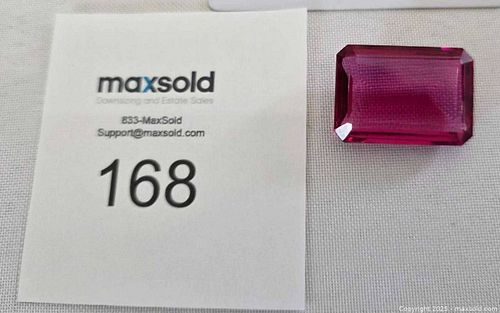 maxsold
Downsizing and Estate Sales
833-MaxSold
Support@maxsold.com
168
Copyright 2025 - maxsold.com